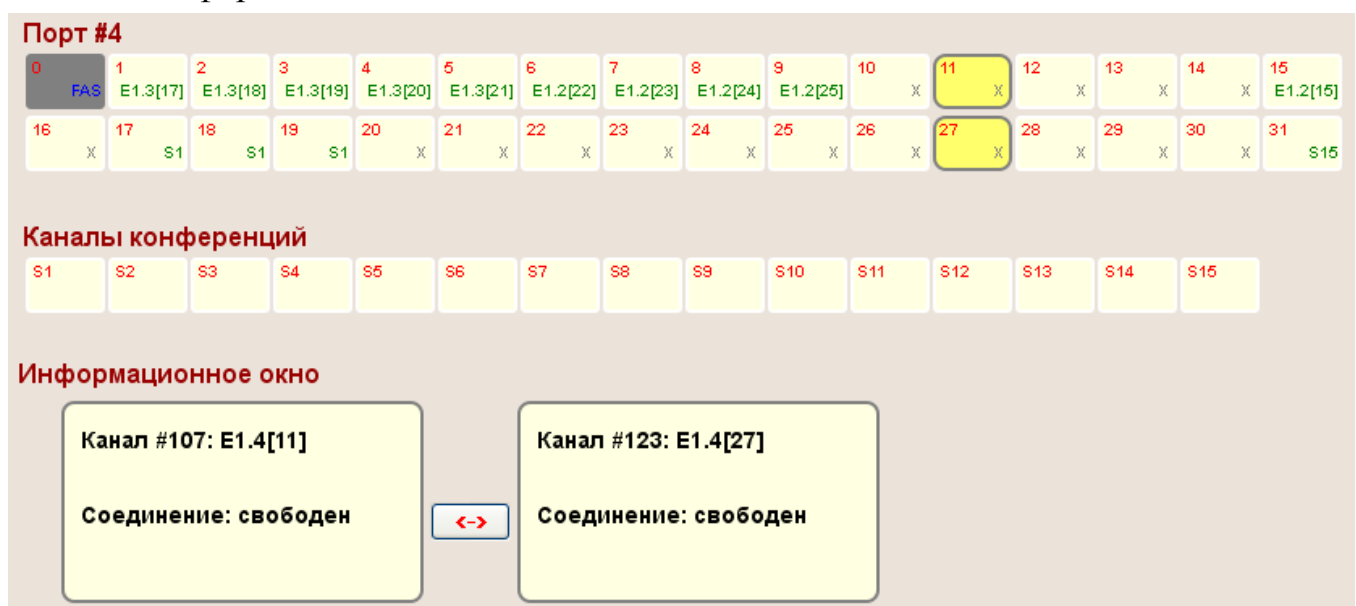 Порт #4
0 1 2 3 4 5 6 7 8 9 10 11 12 13 14 15
FAS E1.3[17] E1.3[18] E1.3[19] E1.3[20] E1.3[21] E1.2[22] E1.2[23] E1.2[24] E1.2[25] X X X X X E1.2[15]
16 17 18 19 20 21 22 23 24 25 26 27 28 29 30 31
X S1 S1 S1 X X X X X X X X X X X S15
Каналы конференций
S1 S2 S3 S4 S5 S6 S7 S8 S9 S10 S11 S12 S13 S14 S15
Информационное окно
Канал #107: E1.4[11] Канал #123: E1.4[27]
Соединение: свободен <-> Соединение: свободен